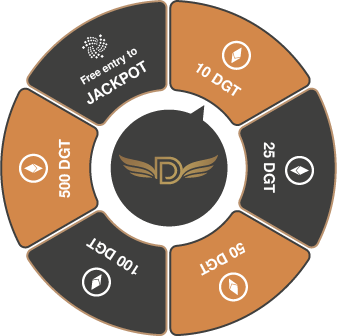 Free entry to
JACKPOT
10 DGT
25 DGT
50 DGT
100 DGT
500 DGT
D